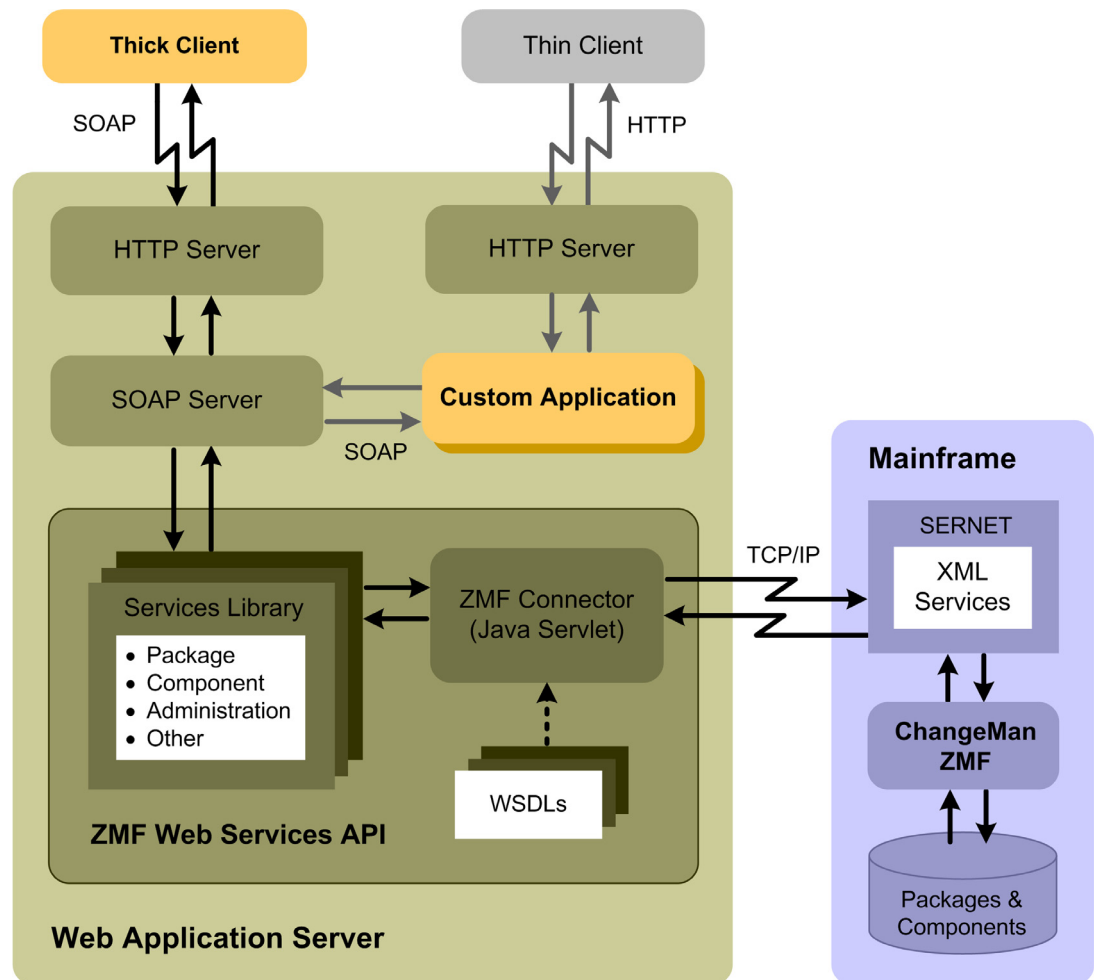 Thick Client
Thin Client
SOAP
HTTP
HTTP Server
HTTP Server
SOAP Server
Custom Application
SOAP
Mainframe
SERNET
XML
Services
TCP/IP
Services Library
• Package
• Component
• Administration
• Other
ZMF Connector
(Java Servlet)
ChangeMan
ZMF
WSDLs
ZMF Web Services API
Packages &
Components
Web Application Server